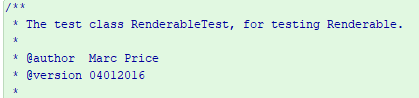 /**
 * The test class RenderableTest, for testing Renderable.
 *
 * @author  Marc Price
 * @version 04012016
 *